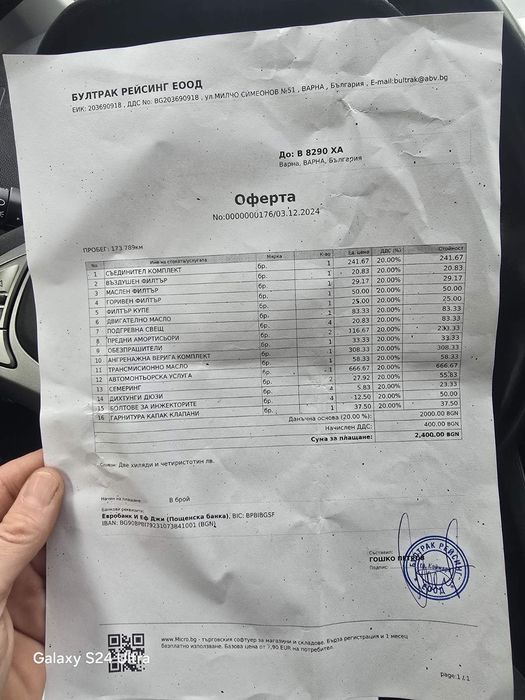 БУЛТРАК РЕЙСИНГ ЕООД
ЕИК: 203690918 , ДДС No: BG203690918 , ул.МИЛЧО СИМЕОНОВ №51 , ВАРНА , България , E-mail:bultrak@abv.bg
До: В 8290 ХА
Варна, ВАРНА, България
Оферта
No:0000000176/03.12.2024
ПРОБЕГ: 173.789км
No Име на стоката/услугата Марка К-во Ед. цена ДДС (%) Стойност
1 СЪЕДИНИТЕЛ КОМПЛЕКТ бр. 1 241.67 20.00% 241.67
2 ВЪЗДУШЕН ФИЛТЪР бр. 1 20.83 20.00% 20.83
3 МАСЛЕН ФИЛТЪР бр. 1 29.17 20.00% 29.17
4 ГОРИВЕН ФИЛТЪР бр. 1 50.00 20.00% 50.00
5 ФИЛТЪР КУПЕ бр. 1 25.00 20.00% 25.00
6 ДВИГАТЕЛНО МАСЛО бр. 1 83.33 20.00% 83.33
7 ПОДГРЕВНА СВЕЩ бр. 4 20.83 20.00% 83.33
8 ПРЕДНИ АМОРТИСЬОРИ бр. 2 116.67 20.00% 233.33
9 ОБЕЗПРАШИТЕЛИ бр. 1 33.33 20.00% 33.33
10 АНГРЕНАЖНА ВЕРИГА КОМПЛЕКТ бр. 1 308.33 20.00% 308.33
11 ТРАНСМИСИОННО МАСЛО бр. 1 58.33 20.00% 58.33
12 АВТОМОНТЬОРСКА УСЛУГА бр. 1 666.67 20.00% 666.67
13 СЕМЕРИНГ бр. 2 27.92 20.00% 55.83
14 ДИХТУНГИ ДЮЗИ бр. 4 5.83 20.00% 23.33
15 БОЛТОВЕ ЗА ИНЖЕКТОРИТЕ бр. 4 12.50 20.00% 50.00
16 ГАРНИТУРА КАПАК КЛАПАНИ бр. 1 37.50 20.00% 37.50
Данъчна основа (20.00 %): 2000.00 BGN
Начислен ДДС: 400.00 BGN
Сума за плащане: 2,400.00 BGN
Словом: Две хиляди и четиристотин лв.
Начин на плащане В брой
Банкови реквизити:
Евробанк И Еф Джи (Пощенска банка), BIC: BPBIBGSF
IBAN: BG90BPBI79231073841001 (BGN)
Съставил:
ГОШКО
Подпис:
БУЛТРАК РЕЙСИНГ
ЕООД
www.Micro.bg - търговския софтуер за магазини и складове. Бърза регистрация и 1 месец
безплатно използване. Базова цена от 7,90 EUR на потребител.
page:1 / 1
Galaxy S24 Ultra